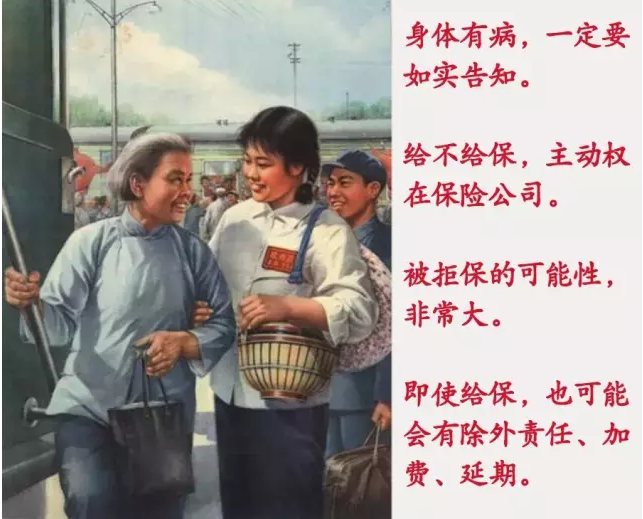 身体有病，一定要
如实告知。
给不给保，主动权
在保险公司。
被拒保的可能性，
非常大。
即使给保，也可能
会有除外责任、加
费、延期。